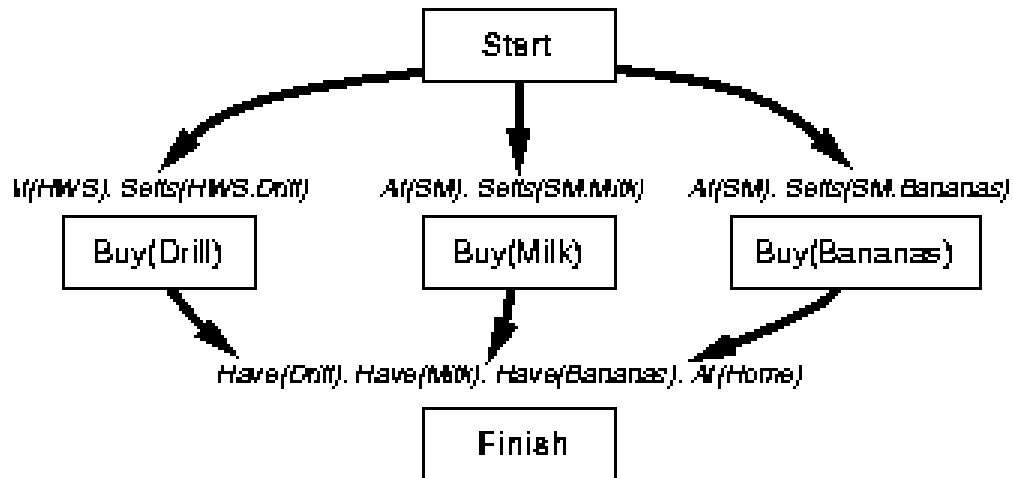 Start
At(HWS). Sells(HWS.Drill) At(SM). Sells(SM.Milk) At(SM). Sells(SM.Bananas)
Buy(Drill) Buy(Milk) Buy(Bananas)
Have(Drill). Have(Milk). Have(Bananas). At(Home)
Finish